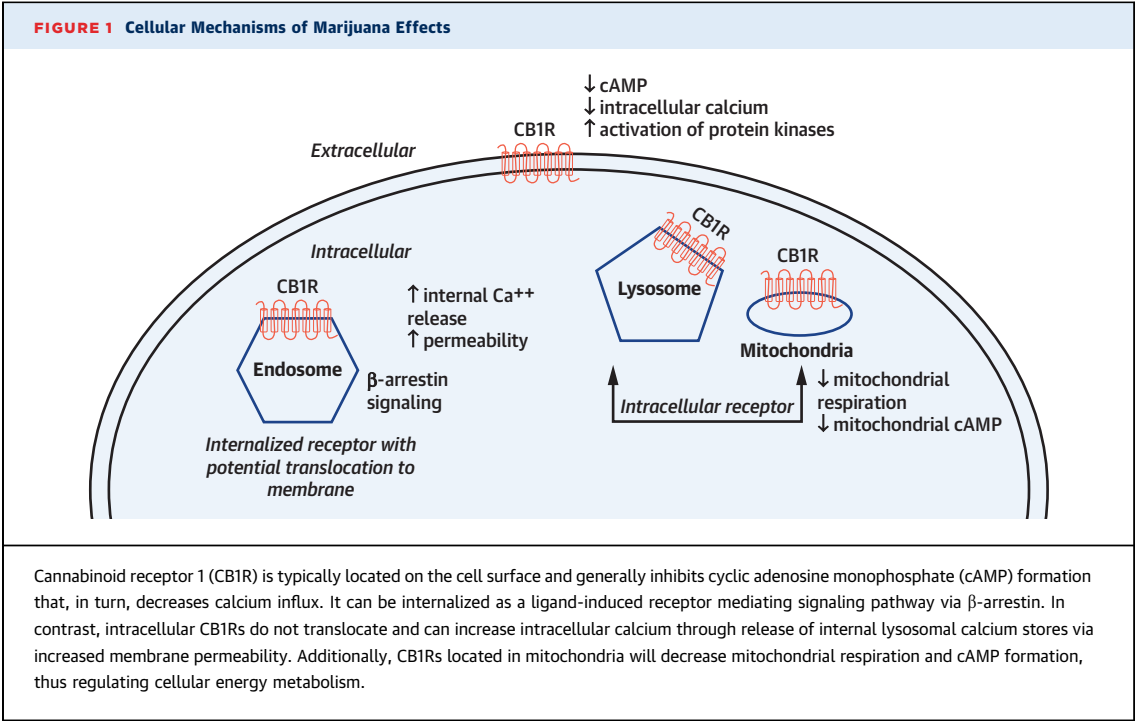 FIGURE 1 Cellular Mechanisms of Marijuana Effects
↓ cAMP
↓ intracellular calcium
↑ activation of protein kinases
CB1R
Extracellular
Intracellular
CB1R
Endosome
↑ internal Ca++
release
↑ permeability
β-arrestin
signaling
Internalized receptor with
potential translocation to
membrane
CB1R
Lysosome
CB1R
Mitochondria
Intracellular receptor
↓ mitochondrial
respiration
↓ mitochondrial cAMP
Cannabinoid receptor 1 (CB1R) is typically located on the cell surface and generally inhibits cyclic adenosine monophosphate (cAMP) formation
that, in turn, decreases calcium influx. It can be internalized as a ligand-induced receptor mediating signaling pathway via β-arrestin. In
contrast, intracellular CB1Rs do not translocate and can increase intracellular calcium through release of internal lysosomal calcium stores via
increased membrane permeability. Additionally, CB1Rs located in mitochondria will decrease mitochondrial respiration and cAMP formation,
thus regulating cellular energy metabolism.